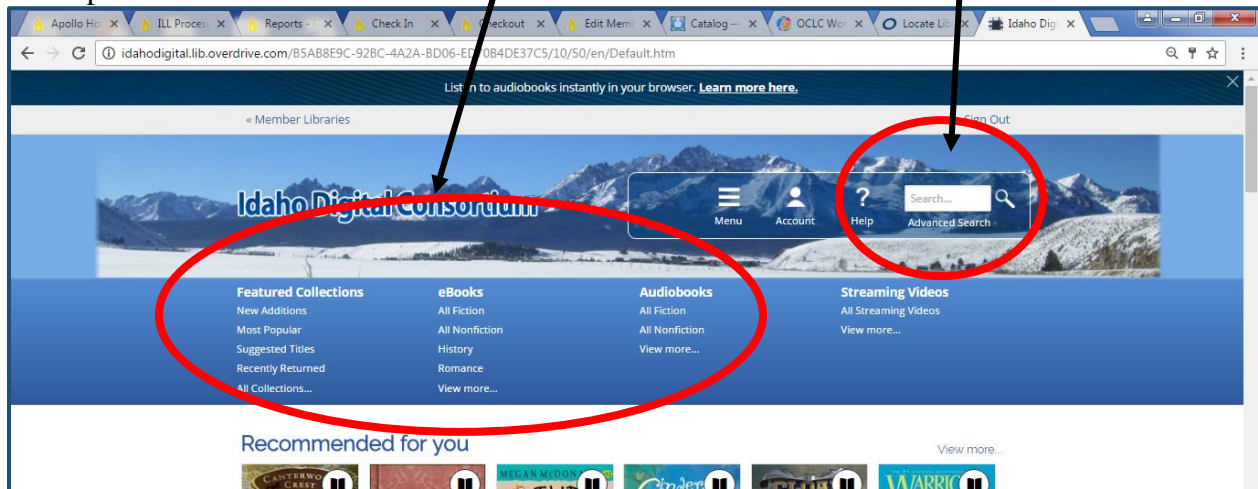 Apollo Ho
ILL Proces
Reports -
Check In
Checkout
Edit Mem
Catalog —
OCLC Wor
Locate Lib
Idaho Digi
idahodigital.lib.overdrive.com/B5AB8E9C-92BC-4A2A-BD06-ED70B4DE37C5/10/50/en/Default.htm
Listen to audiobooks instantly in your browser. Learn more here.
« Member Libraries
Sign Out
Idaho Digital Consortium
Menu
Account
?
Help
Search...
Advanced Search
Featured Collections
New Additions
Most Popular
Suggested Titles
Recently Returned
All Collections...
eBooks
All Fiction
All Nonfiction
History
Romance
View more...
Audiobooks
All Fiction
All Nonfiction
View more...
Streaming Videos
All Streaming Videos
View more...
Recommended for you
View more...
CANTERWO
CREST
MEGAN McDON
Cinder
WARRIO